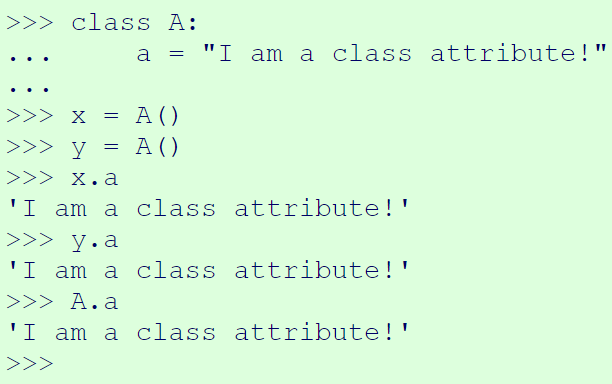 >>> class A:
...     a = "I am a class attribute!"
...
>>> x = A()
>>> y = A()
>>> x.a
'I am a class attribute!'
>>> y.a
'I am a class attribute!'
>>> A.a
'I am a class attribute!'
>>>